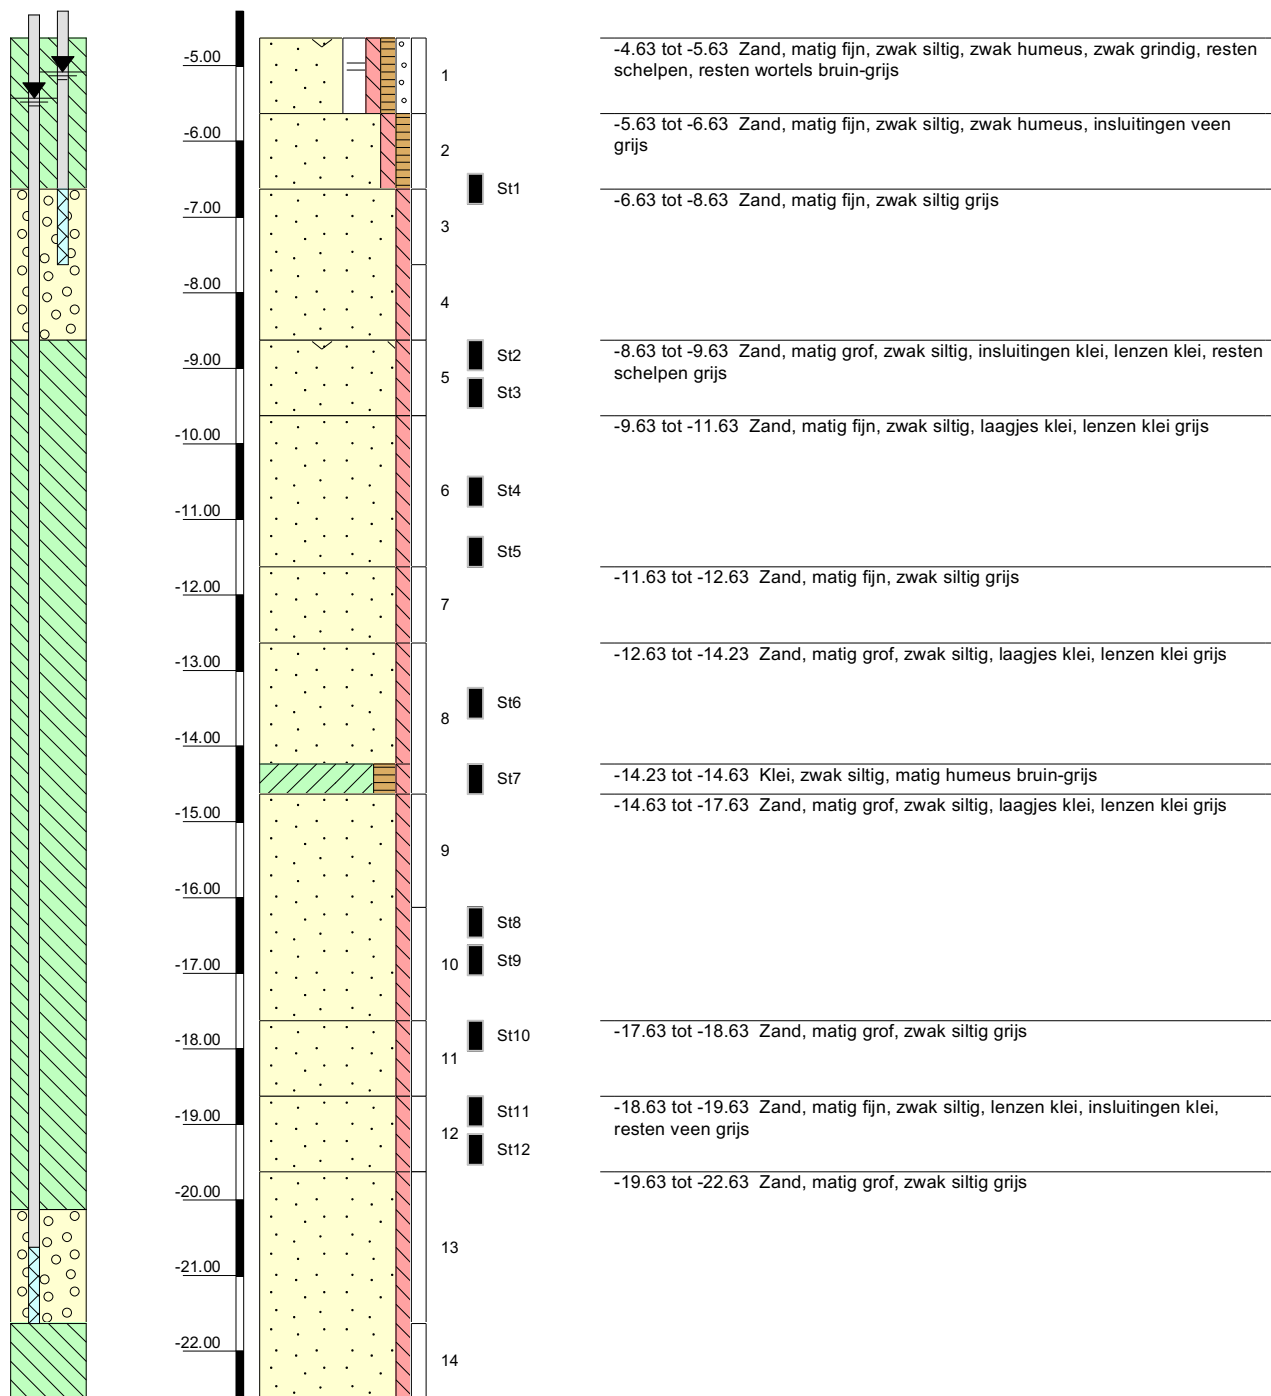 -5.00
-6.00
-7.00
-8.00
-9.00
-10.00
-11.00
-12.00
-13.00
-14.00
-15.00
-16.00
-17.00
-18.00
-19.00
-20.00
-21.00
-22.00
1
2
3
4
5
6
7
8
9
10
11
12
13
14
St1
St2
St3
St4
St5
St6
St7
St8
St9
St10
St11
St12
-4.63 tot -5.63 Zand, matig fijn, zwak siltig, zwak humeus, zwak grindig, resten
schelpen, resten wortels bruin-grijs
-5.63 tot -6.63 Zand, matig fijn, zwak siltig, zwak humeus, insluitingen veen
grijs
-6.63 tot -8.63 Zand, matig fijn, zwak siltig grijs
-8.63 tot -9.63 Zand, matig grof, zwak siltig, insluitingen klei, lenzen klei, resten
schelpen grijs
-9.63 tot -11.63 Zand, matig fijn, zwak siltig, laagjes klei, lenzen klei grijs
-11.63 tot -12.63 Zand, matig fijn, zwak siltig grijs
-12.63 tot -14.23 Zand, matig grof, zwak siltig, laagjes klei, lenzen klei grijs
-14.23 tot -14.63 Klei, zwak siltig, matig humeus bruin-grijs
-14.63 tot -17.63 Zand, matig grof, zwak siltig, laagjes klei, lenzen klei grijs
-17.63 tot -18.63 Zand, matig grof, zwak siltig grijs
-18.63 tot -19.63 Zand, matig fijn, zwak siltig, lenzen klei, insluitingen klei,
resten veen grijs
-19.63 tot -22.63 Zand, matig grof, zwak siltig grijs